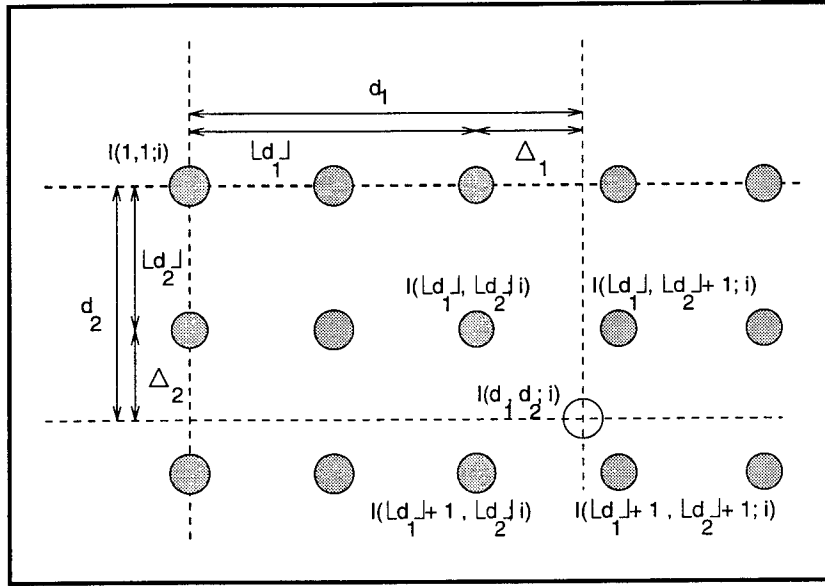 d₁
I(1,1;i)
⌊d₁⌋
Δ₁
⌊d₂⌋
d₂
I(⌊d₁⌋, ⌊d₂⌋; i)
I(⌊d₁⌋, ⌊d₂⌋+ 1; i)
Δ₂
I(d₁, d₂; i)
I(⌊d₁⌋+ 1 , ⌊d₂⌋; i)
I(⌊d₁⌋+ 1 , ⌊d₂⌋+ 1; i)